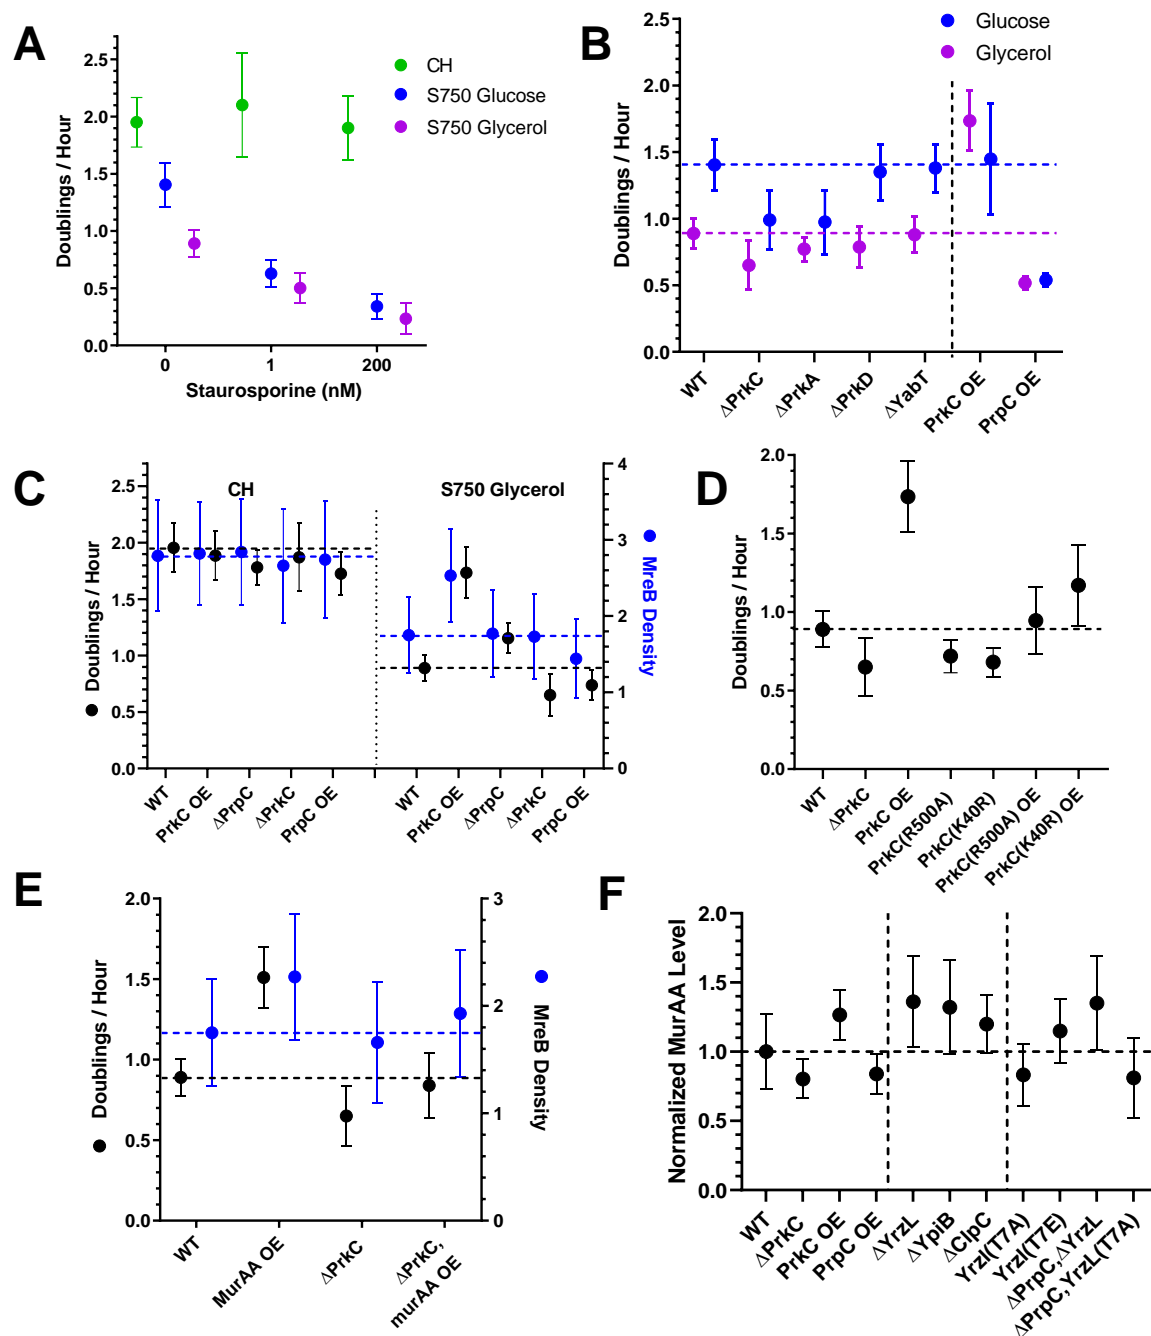 A
Doublings / Hour
2.5
2.0
1.5
1.0
0.5
0.0
0
1
200
Staurosporine (nM)
CH
S750 Glucose
S750 Glycerol
B
Doublings / Hour
2.5
2.0
1.5
1.0
0.5
0.0
Glucose
Glycerol
WT
ΔPrkC
ΔPrkA
ΔPrkD
ΔYabT
PrkC OE
PrpC OE
C
Doublings / Hour
2.5
2.0
1.5
1.0
0.5
0.0
CH
S750 Glycerol
4
3
2
1
0
MreB Density
WT
PrkC OE
ΔPrpC
ΔPrkC
PrpC OE
WT
PrkC OE
ΔPrpC
ΔPrkC
PrpC OE
D
Doublings / Hour
2.0
1.5
1.0
0.5
0.0
WT
ΔPrkC
PrkC OE
PrkC(R500A)
PrkC(K40R)
PrkC(R500A) OE
PrkC(K40R) OE
E
Doublings / Hour
2.0
1.5
1.0
0.5
0.0
3
2
1
0
MreB Density
WT
MurAA OE
ΔPrkC
ΔPrkC,
murAA OE
F
Normalized MurAA Level
2.0
1.5
1.0
0.5
0.0
WT
ΔPrkC
PrkC OE
PrpC OE
ΔYrzL
ΔYpiB
ΔClpC
Yrzl(T7A)
Yrzl(T7E)
ΔPrpC,ΔYrzL
ΔPrpC,YrzL(T7A)